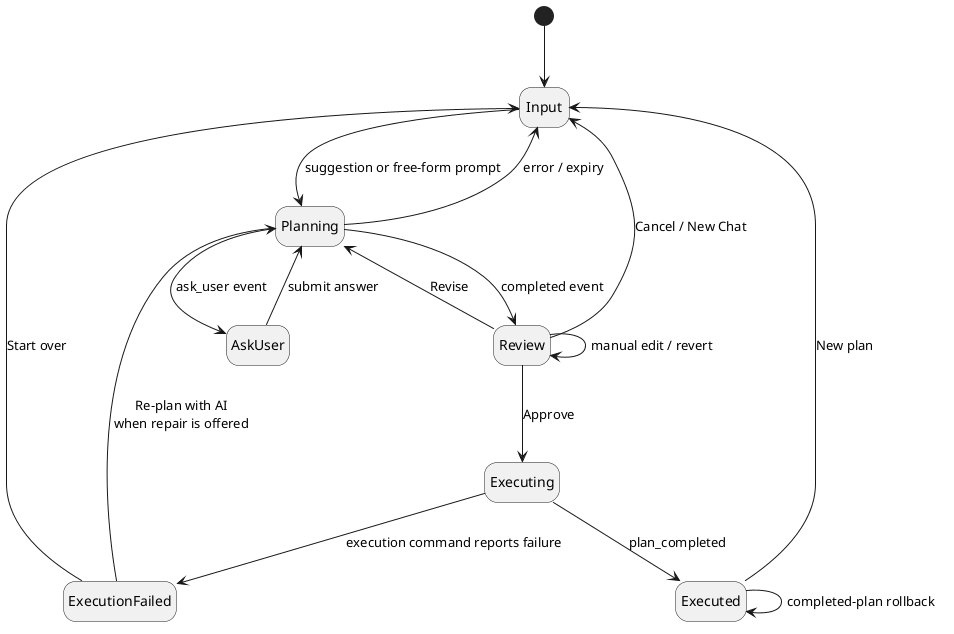 Input
suggestion or free-form prompt
error / expiry
Planning
Cancel / New Chat
ask_user event
submit answer
Revise
completed event
Start over
AskUser
Review
manual edit / revert
New plan
Re-plan with AI
when repair is offered
Approve
Executing
execution command reports failure
plan_completed
ExecutionFailed
Executed
completed-plan rollback